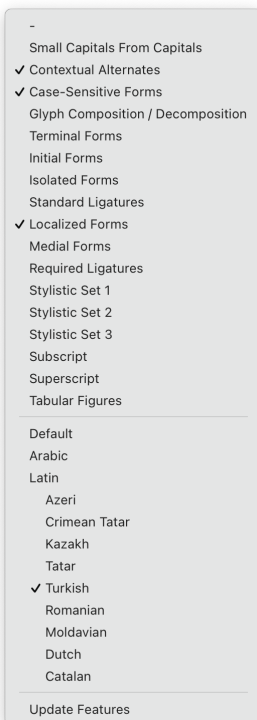 -
Small Capitals From Capitals
✓ Contextual Alternates
✓ Case-Sensitive Forms
Glyph Composition / Decomposition
Terminal Forms
Initial Forms
Isolated Forms
Standard Ligatures
✓ Localized Forms
Medial Forms
Required Ligatures
Stylistic Set 1
Stylistic Set 2
Stylistic Set 3
Subscript
Superscript
Tabular Figures
Default
Arabic
Latin
Azeri
Crimean Tatar
Kazakh
Tatar
✓ Turkish
Romanian
Moldavian
Dutch
Catalan
Update Features